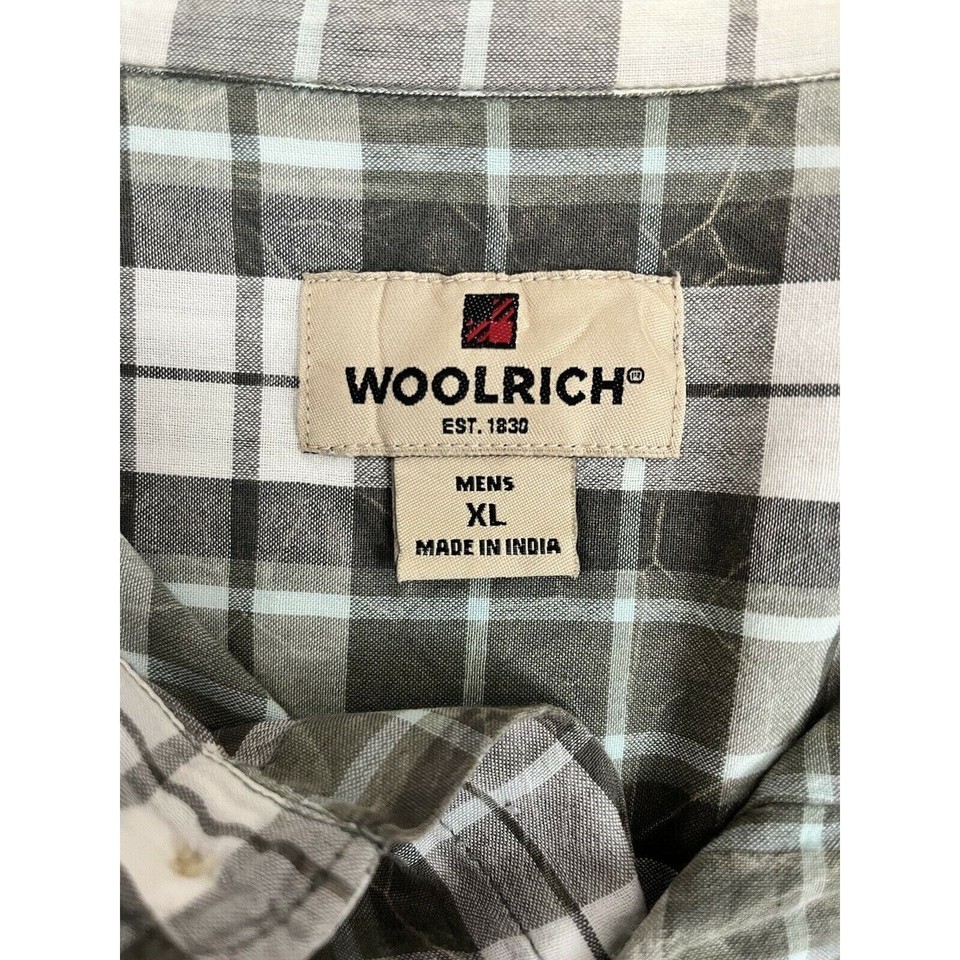 WOOLRICH®
EST. 1830
MENS
XL
MADE IN INDIA